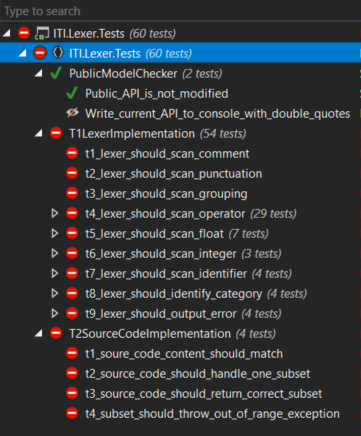 Type to search
ITI.Lexer.Tests (60 tests)
ITI.Lexer.Tests (60 tests)
PublicModelChecker (2 tests)
Public_API_is_not_modified
Write_current_API_to_console_with_double_quotes
T1LexerImplementation (54 tests)
t1_lexer_should_scan_comment
t2_lexer_should_scan_punctuation
t3_lexer_should_scan_grouping
t4_lexer_should_scan_operator (29 tests)
t5_lexer_should_scan_float (7 tests)
t6_lexer_should_scan_integer (3 tests)
t7_lexer_should_scan_identifier (4 tests)
t8_lexer_should_identify_category (4 tests)
t9_lexer_should_output_error (4 tests)
T2SourceCodeImplementation (4 tests)
t1_soure_code_content_should_match
t2_source_code_should_handle_one_subset
t3_source_code_should_return_correct_subset
t4_subset_should_throw_out_of_range_exception